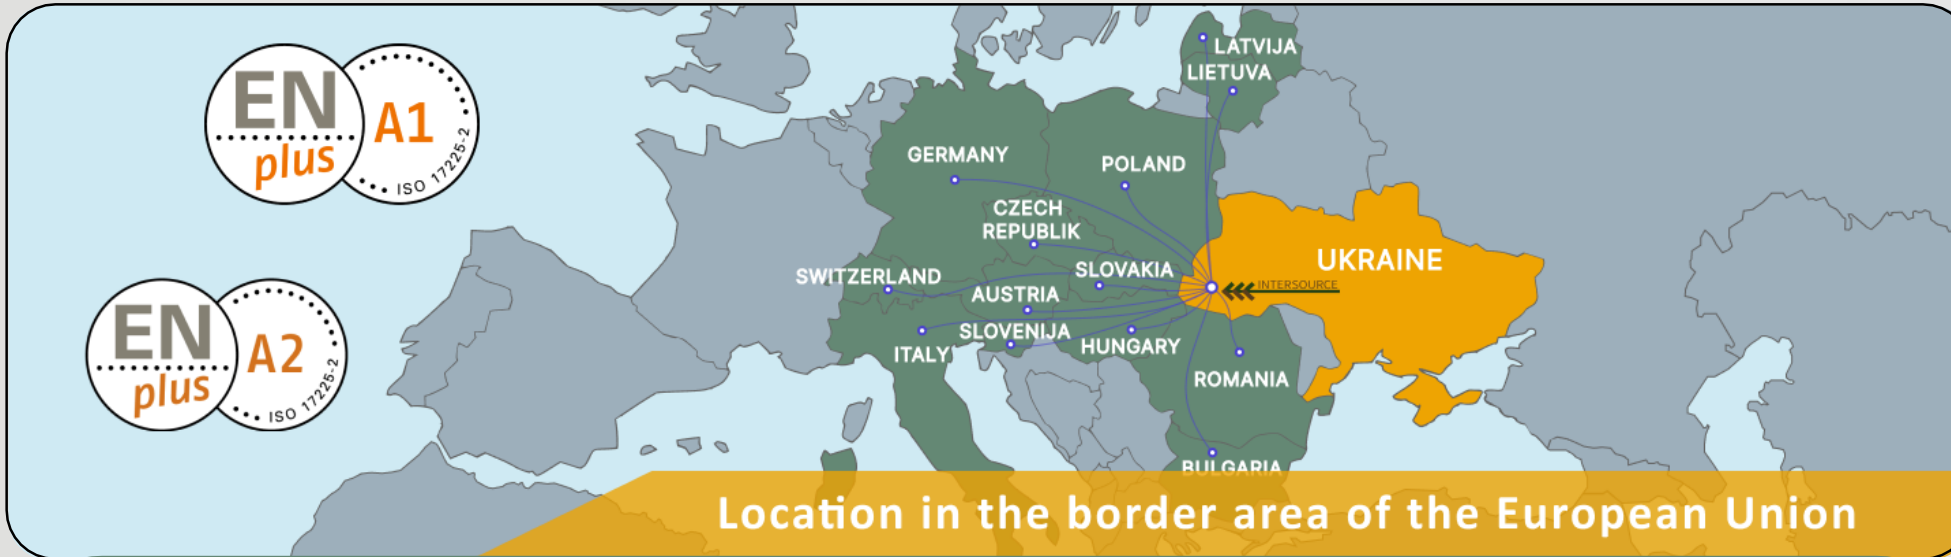 EN
plus
A1
ISO 17225-2
EN
plus
A2
ISO 17225-2
LATVIJA
LIETUVA
GERMANY
POLAND
CZECH
REPUBLIK
UKRAINE
SWITZERLAND
SLOVAKIA
INTERSOURCE
AUSTRIA
SLOVENIJA
ITALY
HUNGARY
ROMANIA
BULGARIA
Location in the border area of the European Union